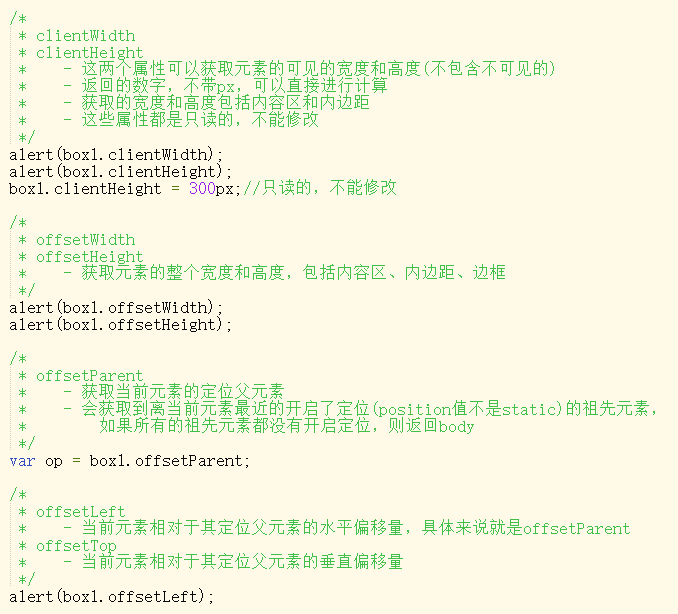 /*
 * clientWidth
 * clientHeight
 *    - 这两个属性可以获取元素的可见的宽度和高度(不包含不可见的)
 *    - 返回的数字，不带px，可以直接进行计算
 *    - 获取的宽度和高度包括内容区和内边距
 *    - 这些属性都是只读的，不能修改
 */
alert(box1.clientWidth);
alert(box1.clientHeight);
box1.clientHeight = 300px;//只读的，不能修改
/*
 * offsetWidth
 * offsetHeight
 *    - 获取元素的整个宽度和高度，包括内容区、内边距、边框
 */
alert(box1.offsetWidth);
alert(box1.offsetHeight);
/*
 * offsetParent
 *    - 获取当前元素的定位父元素
 *    - 会获取到离当前元素最近的开启了定位(position值不是static)的祖先元素，
 *        如果所有的祖先元素都没有开启定位，则返回body
 */
var op = box1.offsetParent;
/*
 * offsetLeft
 *    - 当前元素相对于其定位父元素的水平偏移量，具体来说就是offsetParent
 * offsetTop
 *    - 当前元素相对于其定位父元素的垂直偏移量
 */
alert(box1.offsetLeft);